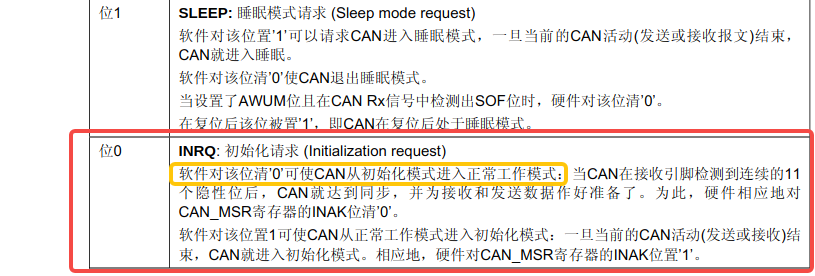 位1
SLEEP: 睡眠模式请求 (Sleep mode request)
软件对该位置'1'可以请求CAN进入睡眠模式，一旦当前的CAN活动(发送或接收报文)结束，
CAN就进入睡眠。
软件对该位清'0'使CAN退出睡眠模式。
当设置了AWUM位且在CAN Rx信号中检测出SOF位时，硬件对该位清'0'。
在复位后该位被置'1'，即CAN在复位后处于睡眠模式。
位0
INRQ: 初始化请求 (Initialization request)
软件对该位清'0'可使CAN从初始化模式进入正常工作模式：当CAN在接收引脚检测到连续的11
个隐性位后，CAN就达到同步，并为接收和发送数据作好准备了。为此，硬件相应地对
CAN_MSR寄存器的INAK位清'0'。
软件对该位置1可使CAN从正常工作模式进入初始化模式：一旦当前的CAN活动(发送或接收)结
束，CAN就进入初始化模式。相应地，硬件对CAN_MSR寄存器的INAK位置'1'。